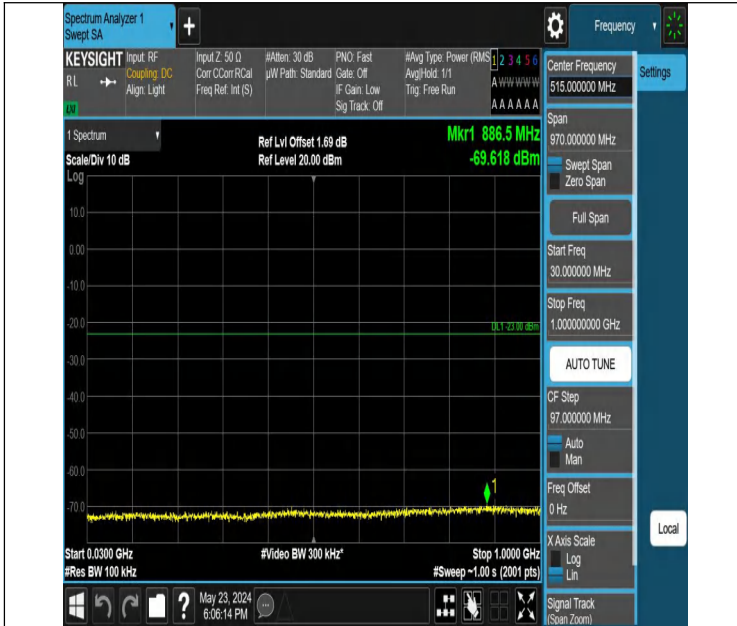 Spectrum Analyzer 1
Swept SA
+
Frequency
KEYSIGHT
RL
LXI
Input: RF
Coupling: DC
Align: Light
Input Z: 50 Ω
Corr CCorr RCal
Freq Ref: Int (S)
#Atten: 30 dB
µW Path: Standard
PNO: Fast
Gate: Off
IF Gain: Low
Sig Track: Off
#Avg Type: Power (RMS
Avg|Hold: 1/1
Trig: Free Run
1 2 3 4 5 6
A W W W W W
A A A A A A
1 Spectrum
Scale/Div 10 dB
Ref Lvl Offset 1.69 dB
Ref Level 20.00 dBm
Mkr1 886.5 MHz
-69.618 dBm
Log
10.0
0.00
-10.0
-20.0
DL1 -23.00 dBm
-30.0
-40.0
-50.0
-60.0
-70.0
1
Start 0.0300 GHz
#Res BW 100 kHz
#Video BW 300 kHz*
Stop 1.0000 GHz
#Sweep ~1.00 s (2001 pts)
Center Frequency
515.000000 MHz
Span
970.000000 MHz
Swept Span
Zero Span
Full Span
Start Freq
30.000000 MHz
Stop Freq
1.000000000 GHz
AUTO TUNE
CF Step
97.000000 MHz
Auto
Man
Freq Offset
0 Hz
X Axis Scale
Log
Lin
Signal Track
(Span Zoom)
Settings
Local
?
May 23, 2024
6:06:14 PM